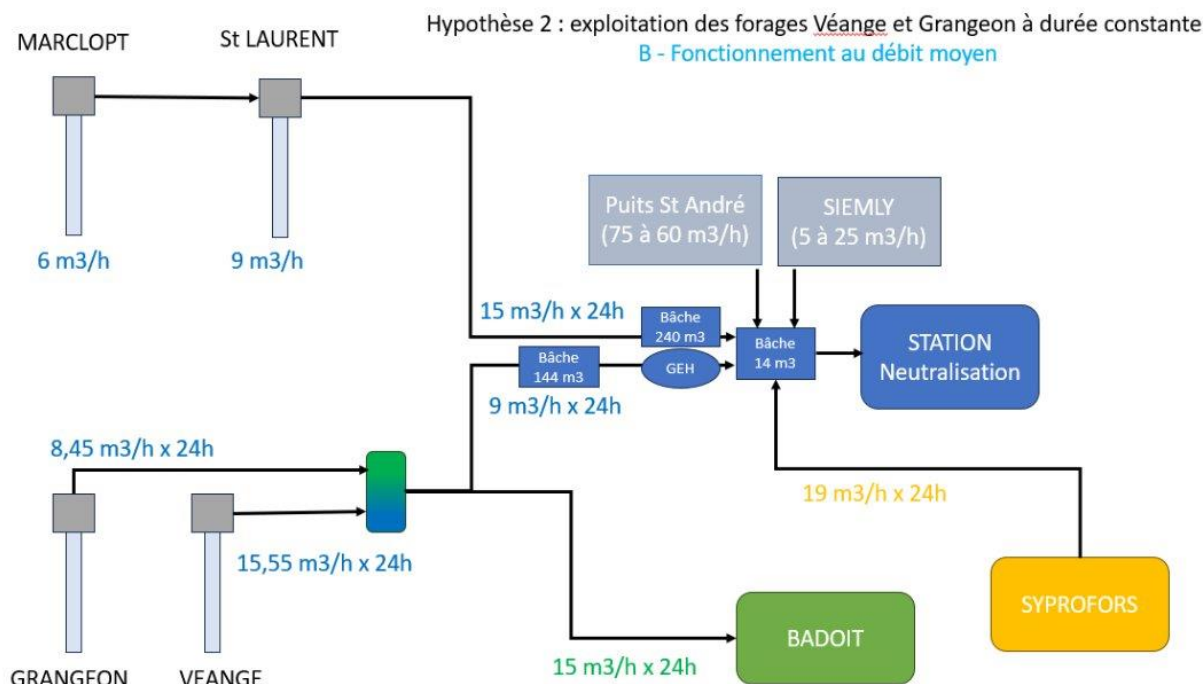 Hypothèse 2 : exploitation des forages Véange et Grangeon à durée constante
B - Fonctionnement au débit moyen
MARCLOPT
St LAURENT
6 m3/h
9 m3/h
Puits St André
(75 à 60 m3/h)
SIEMLY
(5 à 25 m3/h)
15 m3/h x 24h
Bâche
240 m3
Bâche
14 m3
STATION
Neutralisation
Bâche
144 m3
GEH
9 m3/h x 24h
8,45 m3/h x 24h
19 m3/h x 24h
15,55 m3/h x 24h
SYPROFORS
BADOIT
15 m3/h x 24h
GRANGEON
VEANGE